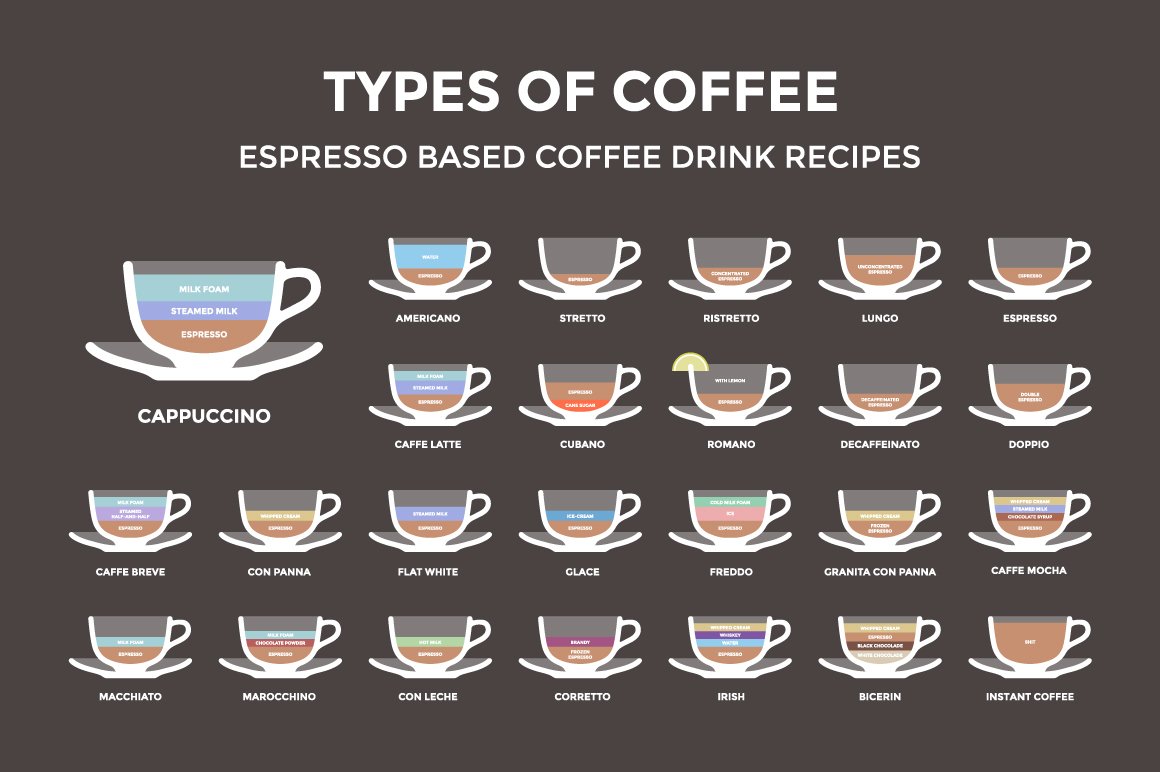 TYPES OF COFFEE
ESPRESSO BASED COFFEE DRINK RECIPES
MILK FOAM
STEAMED MILK
ESPRESSO
CAPPUCCINO
WATER
ESPRESSO
AMERICANO
ESPRESSO
STRETTO
CONCENTRATED
ESPRESSO
RISTRETTO
UNCONCENTRATED
ESPRESSO
LUNGO
ESPRESSO
ESPRESSO
MILK FOAM
STEAMED MILK
ESPRESSO
CAFFE LATTE
ESPRESSO
CANE SUGAR
CUBANO
WITH LEMON
ESPRESSO
ROMANO
DECAFFEINATED
ESPRESSO
DECAFFEINATO
DOUBLE
ESPRESSO
DOPPIO
MILK FOAM
STEAMED
HALF-AND-HALF
ESPRESSO
CAFFE BREVE
WHIPPED CREAM
ESPRESSO
CON PANNA
STEAMED MILK
ESPRESSO
FLAT WHITE
ICE-CREAM
ESPRESSO
GLACE
COLD MILK FOAM
ICE
ESPRESSO
FREDDO
WHIPPED CREAM
FROZEN
ESPRESSO
GRANITA CON PANNA
WHIPPED CREAM
STEAMED MILK
CHOCOLATE SYRUP
ESPRESSO
CAFFE MOCHA
MILK FOAM
ESPRESSO
MACCHIATO
MILK FOAM
CHOCOLATE POWDER
ESPRESSO
MAROCCHINO
HOT MILK
ESPRESSO
CON LECHE
BRANDY
FROZEN
ESPRESSO
CORRETTO
WHIPPED CREAM
WHISKEY
WATER
ESPRESSO
IRISH
WHIPPED CREAM
ESPRESSO
BLACK CHOCOLADE
WHITE CHOCOLADE
BICERIN
SHIT
INSTANT COFFEE